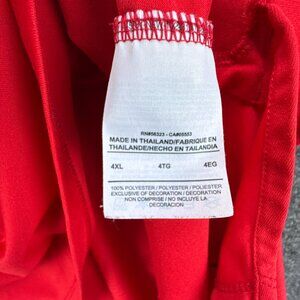 RN#56323 - CA#05553
MADE IN THAILAND/FABRIQUE EN
THAILANDE/HECHO EN TAILANDIA
4XL 4TG 4EG
100% POLYESTER / POLYESTER / POLIESTER
EXCLUSIVE OF DECORATION / DECORATION
NON COMPRISE / NO INCLUYE DECORACION